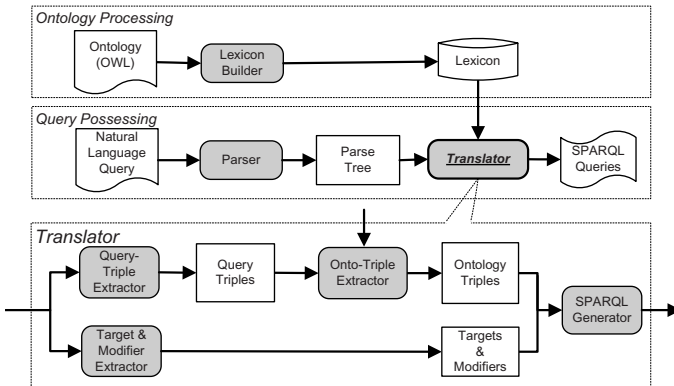 Ontology Processing
Ontology
(OWL)
Lexicon
Builder
Lexicon
Query Possessing
Natural
Language
Query
Parser
Parse
Tree
Translator
SPARQL
Queries
Translator
Query-
Triple
Extractor
Query
Triples
Onto-Triple
Extractor
Ontology
Triples
SPARQL
Generator
Target &
Modifier
Extractor
Targets
&
Modifiers